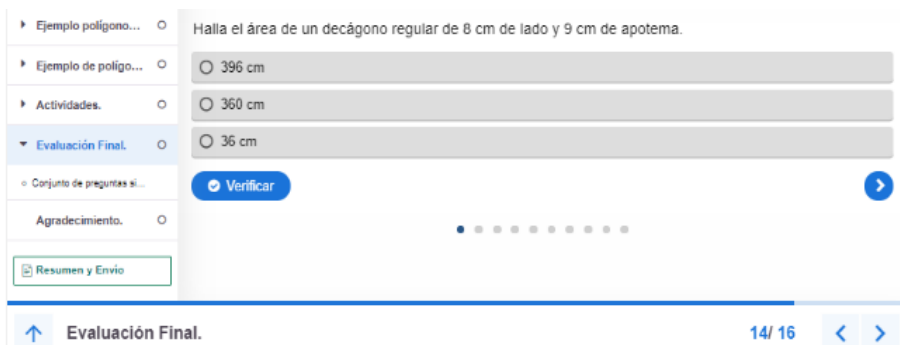 Ejemplo polígono...
Ejemplo de polígo...
Actividades.
Evaluación Final.
Conjunto de preguntas si...
Agradecimiento.
Resumen y Envío
Halla el área de un decágono regular de 8 cm de lado y 9 cm de apotema.
396 cm
360 cm
36 cm
Verificar
Evaluación Final.
14/ 16